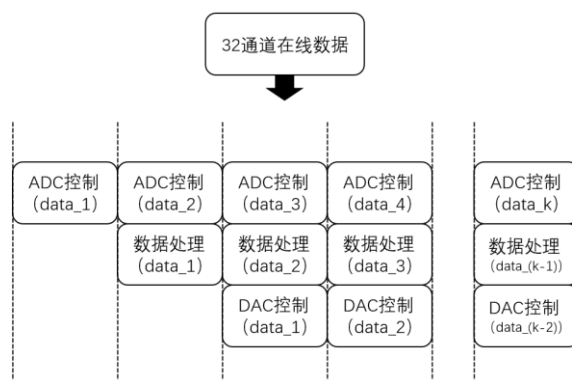 32通道在线数据
ADC控制
（data_1）
ADC控制
（data_2）
ADC控制
（data_3）
ADC控制
（data_4）
ADC控制
（data_k）
数据处理
（data_1）
数据处理
（data_2）
数据处理
（data_3）
数据处理
（data_(k-1)）
DAC控制
（data_1）
DAC控制
（data_2）
DAC控制
（data_(k-2)）